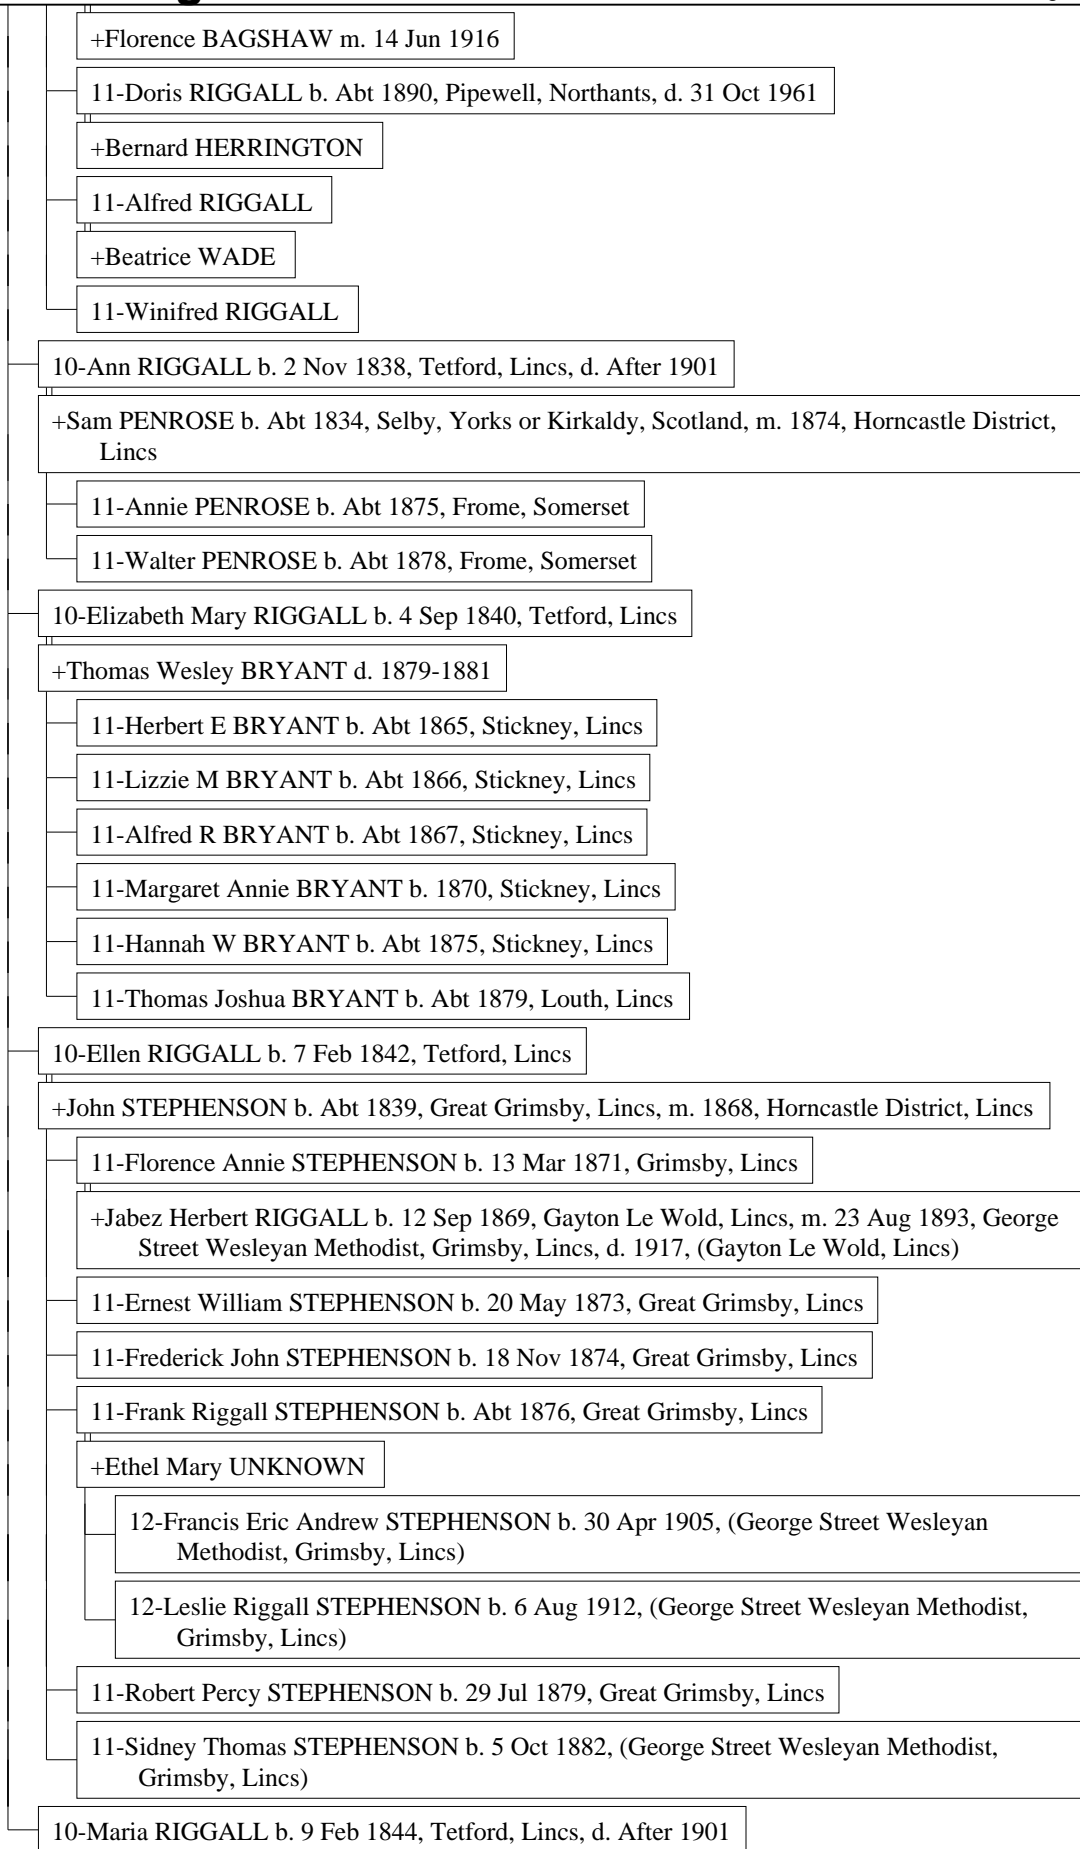 +Florence BAGSHAW m. 14 Jun 1916
11-Doris RIGGALL b. Abt 1890, Pipewell, Northants, d. 31 Oct 1961
+Bernard HERRINGTON
11-Alfred RIGGALL
+Beatrice WADE
11-Winifred RIGGALL
10-Ann RIGGALL b. 2 Nov 1838, Tetford, Lincs, d. After 1901
+Sam PENROSE b. Abt 1834, Selby, Yorks or Kirkaldy, Scotland, m. 1874, Horncastle District,
Lincs
11-Annie PENROSE b. Abt 1875, Frome, Somerset
11-Walter PENROSE b. Abt 1878, Frome, Somerset
10-Elizabeth Mary RIGGALL b. 4 Sep 1840, Tetford, Lincs
+Thomas Wesley BRYANT d. 1879-1881
11-Herbert E BRYANT b. Abt 1865, Stickney, Lincs
11-Lizzie M BRYANT b. Abt 1866, Stickney, Lincs
11-Alfred R BRYANT b. Abt 1867, Stickney, Lincs
11-Margaret Annie BRYANT b. 1870, Stickney, Lincs
11-Hannah W BRYANT b. Abt 1875, Stickney, Lincs
11-Thomas Joshua BRYANT b. Abt 1879, Louth, Lincs
10-Ellen RIGGALL b. 7 Feb 1842, Tetford, Lincs
+John STEPHENSON b. Abt 1839, Great Grimsby, Lincs, m. 1868, Horncastle District, Lincs
11-Florence Annie STEPHENSON b. 13 Mar 1871, Grimsby, Lincs
+Jabez Herbert RIGGALL b. 12 Sep 1869, Gayton Le Wold, Lincs, m. 23 Aug 1893, George
Street Wesleyan Methodist, Grimsby, Lincs, d. 1917, (Gayton Le Wold, Lincs)
11-Ernest William STEPHENSON b. 20 May 1873, Great Grimsby, Lincs
11-Frederick John STEPHENSON b. 18 Nov 1874, Great Grimsby, Lincs
11-Frank Riggall STEPHENSON b. Abt 1876, Great Grimsby, Lincs
+Ethel Mary UNKNOWN
12-Francis Eric Andrew STEPHENSON b. 30 Apr 1905, (George Street Wesleyan
Methodist, Grimsby, Lincs)
12-Leslie Riggall STEPHENSON b. 6 Aug 1912, (George Street Wesleyan Methodist,
Grimsby, Lincs)
11-Robert Percy STEPHENSON b. 29 Jul 1879, Great Grimsby, Lincs
11-Sidney Thomas STEPHENSON b. 5 Oct 1882, (George Street Wesleyan Methodist,
Grimsby, Lincs)
10-Maria RIGGALL b. 9 Feb 1844, Tetford, Lincs, d. After 1901